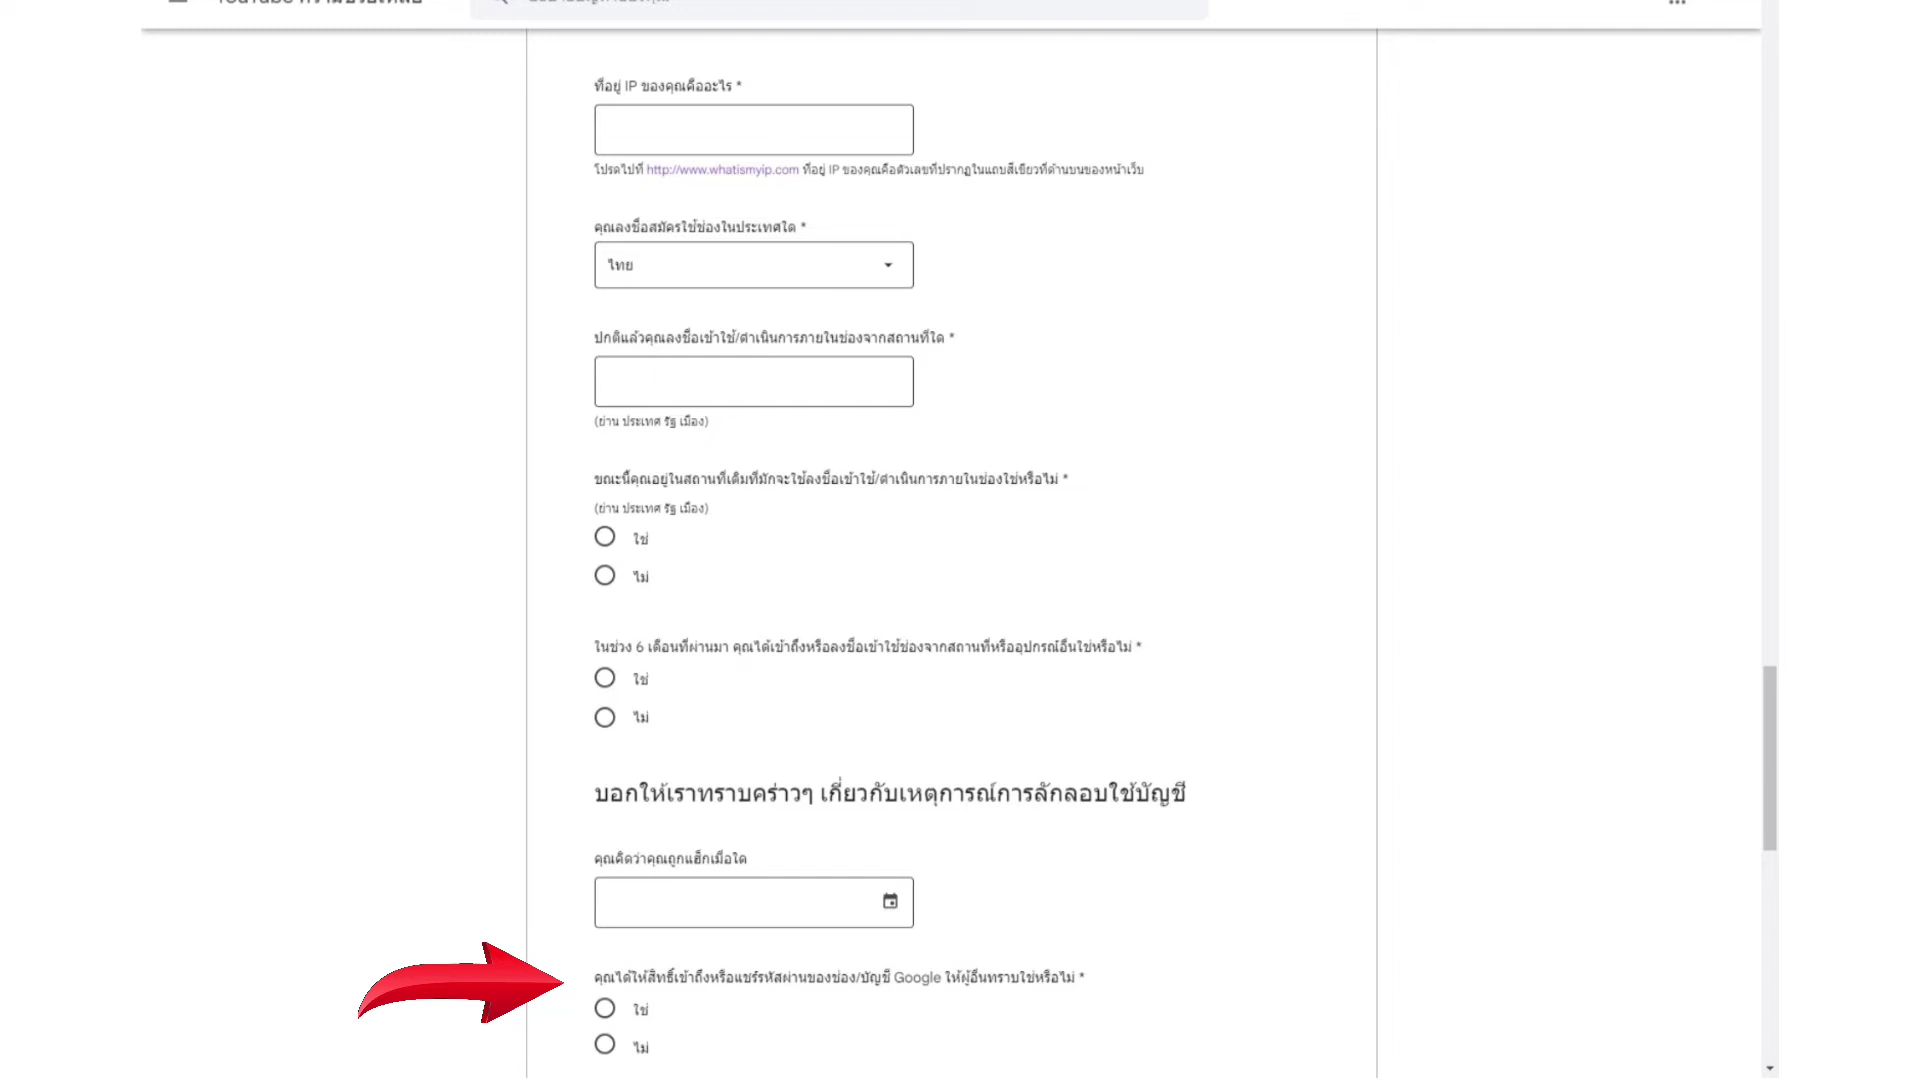 ที่อยู่ IP ของคุณคืออะไร *
โปรดไปที่ http://www.whatismyip.com ที่อยู่ IP ของคุณคือตัวเลขที่ปรากฏในแถบสีเขียวที่ด้านบนของหน้าเว็บ
คุณลงชื่อสมัครใช้ช่องในประเทศใด *
ไทย
ปกติแล้วคุณลงชื่อเข้าใช้/ดำเนินการภายในช่องจากสถานที่ใด *
(ย่าน ประเทศ รัฐ เมือง)
ขณะนี้คุณอยู่ในสถานที่เดิมที่มักจะใช้ลงชื่อเข้าใช้/ดำเนินการภายในช่องใช่หรือไม่ *
(ย่าน ประเทศ รัฐ เมือง)
ใช่
ไม่
ในช่วง 6 เดือนที่ผ่านมา คุณได้เข้าถึงหรือลงชื่อเข้าใช้ช่องจากสถานที่หรืออุปกรณ์อื่นใช่หรือไม่ *
ใช่
ไม่
บอกให้เราทราบคร่าวๆ เกี่ยวกับเหตุการณ์การลักลอบใช้บัญชี
คุณคิดว่าคุณถูกแฮ็กเมื่อใด
คุณได้ให้สิทธิ์เข้าถึงหรือแชร์รหัสผ่านของช่อง/บัญชี Google ให้ผู้อื่นทราบใช่หรือไม่ *
ใช่
ไม่